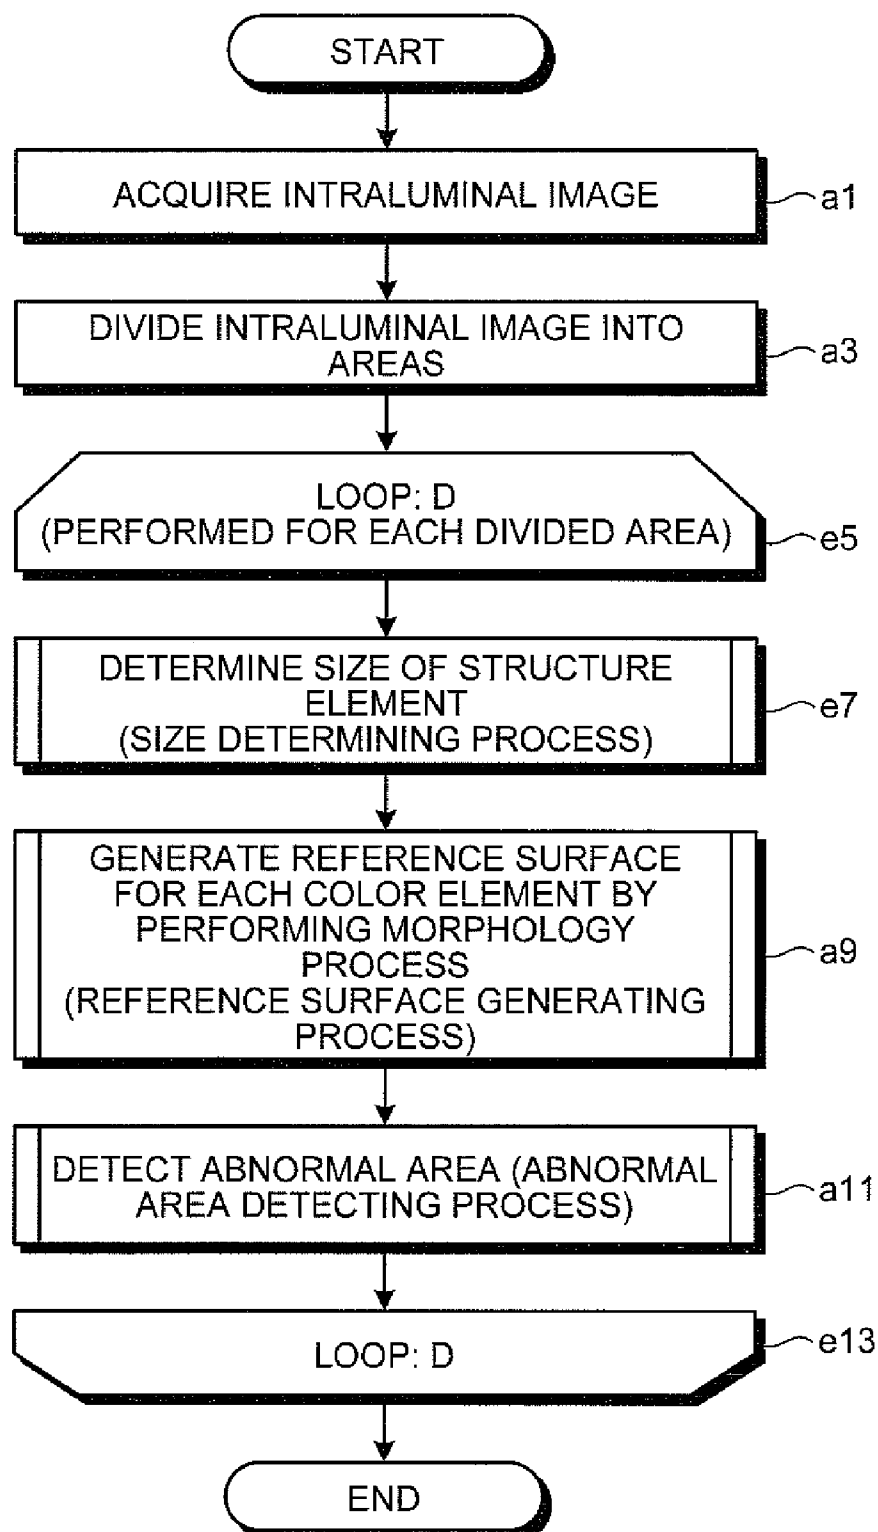 START
ACQUIRE INTRALUMINAL IMAGE
a1
DIVIDE INTRALUMINAL IMAGE INTO
AREAS
a3
LOOP: D
(PERFORMED FOR EACH DIVIDED AREA)
e5
DETERMINE SIZE OF STRUCTURE
ELEMENT
(SIZE DETERMINING PROCESS)
e7
GENERATE REFERENCE SURFACE
FOR EACH COLOR ELEMENT BY
PERFORMING MORPHOLOGY
PROCESS
(REFERENCE SURFACE GENERATING
PROCESS)
a9
DETECT ABNORMAL AREA (ABNORMAL
AREA DETECTING PROCESS)
a11
LOOP: D
e13
END